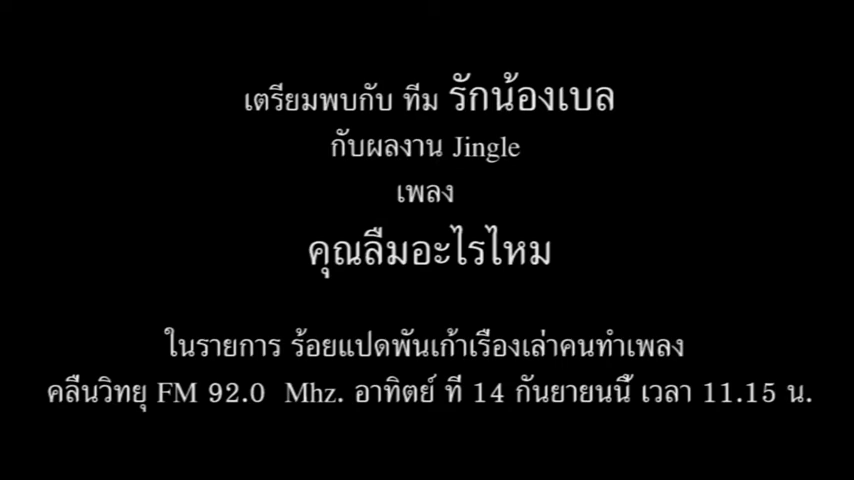 เตรียมพบกับ ทีม รักน้องเบล
กับผลงาน Jingle
เพลง
คุณลืมอะไรไหม
ในรายการ ร้อยแปดพันเก้าเรื่องเล่าคนทำเพลง
คลื่นวิทยุ FM 92.0 Mhz. อาทิตย์ ที่ 14 กันยายนนี้ เวลา 11.15 น.